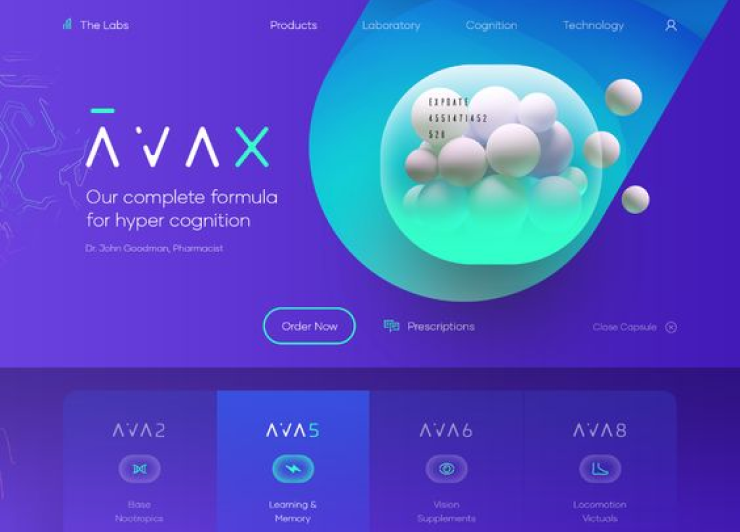 The Labs
Products
Laboratory
Cognition
Technology
EXPDATE
4551471452
528
AVAX
Our complete formula
for hyper cognition
Dr. John Goodman, Pharmacist
Order Now
Prescriptions
Close Capsule
AVA2
AVA5
AVA6
AVA8
Base
Nootropics
Learning &
Memory
Vision
Supplements
Locomotion
Victuals